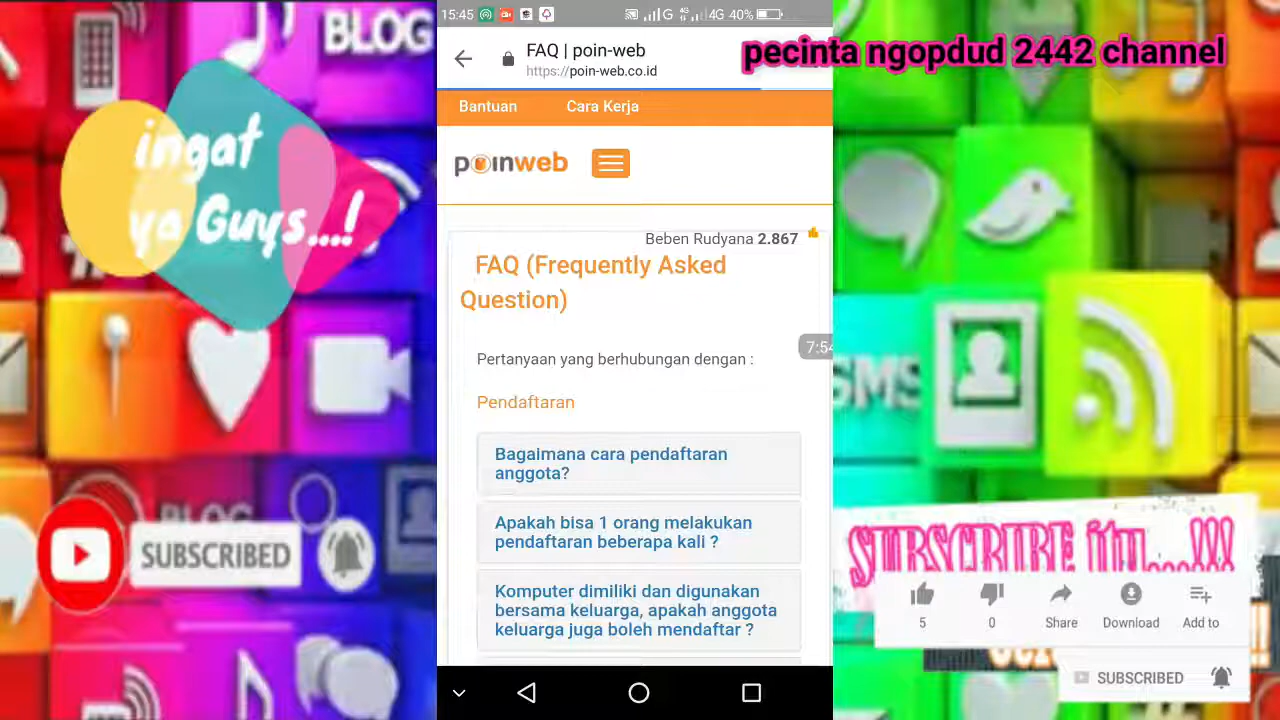 15:45
G 4G 40%
BLOG
pecinta ngopdud 2442 channel
FAQ | poin-web
https://poin-web.co.id
Bantuan Cara Kerja
ingat
ya Guys...!
poinweb
Beben Rudyana 2.867
FAQ (Frequently Asked
Question)
7:54
Pertanyaan yang berhubungan dengan :
SMS
Pendaftaran
Bagaimana cara pendaftaran
anggota?
Apakah bisa 1 orang melakukan
pendaftaran beberapa kali ?
Komputer dimiliki dan digunakan
bersama keluarga, apakah anggota
keluarga juga boleh mendaftar ?
BLOG
SUBSCRIBED
SUBSCRIBE itu...!!!
5 0 Share Download Add to
SUBSCRIBED